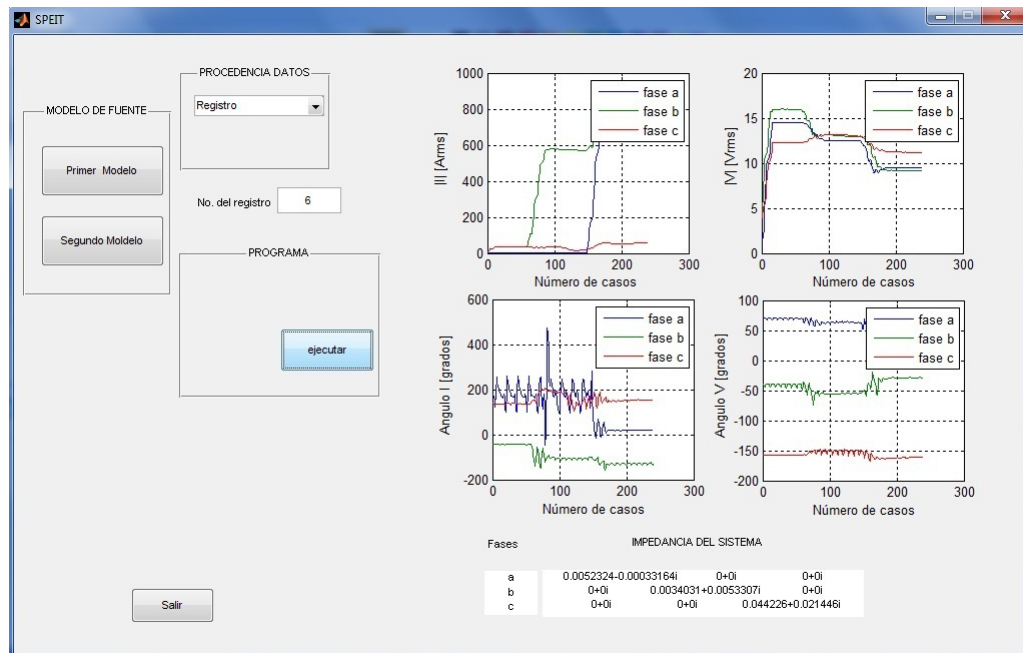 SPEIT
PROCEDENCIA DATOS
Registro
MODELO DE FUENTE
Primer Modelo
Segundo Moldelo
No. del registro 6
PROGRAMA
ejecutar
Salir
1000
800
600
400
200
0
0 100 200 300
|I| [Arms]
Número de casos
fase a
fase b
fase c
20
15
10
5
0
0 100 200 300
|V| [Vrms]
Número de casos
fase a
fase b
fase c
600
400
200
0
-200
0 100 200 300
Angulo I [grados]
Número de casos
fase a
fase b
fase c
100
50
0
-50
-100
-150
-200
0 100 200 300
Angulo V [grados]
Número de casos
fase a
fase b
fase c
Fases IMPEDANCIA DEL SISTEMA
a 0.0052324-0.00033164i 0+0i 0+0i
b 0+0i 0.0034031+0.0053307i 0+0i
c 0+0i 0+0i 0.044226+0.021446i